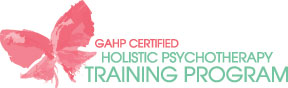 GAHP CERTIFIED
HOLISTIC PSYCHOTHERAPY
TRAINING PROGRAM